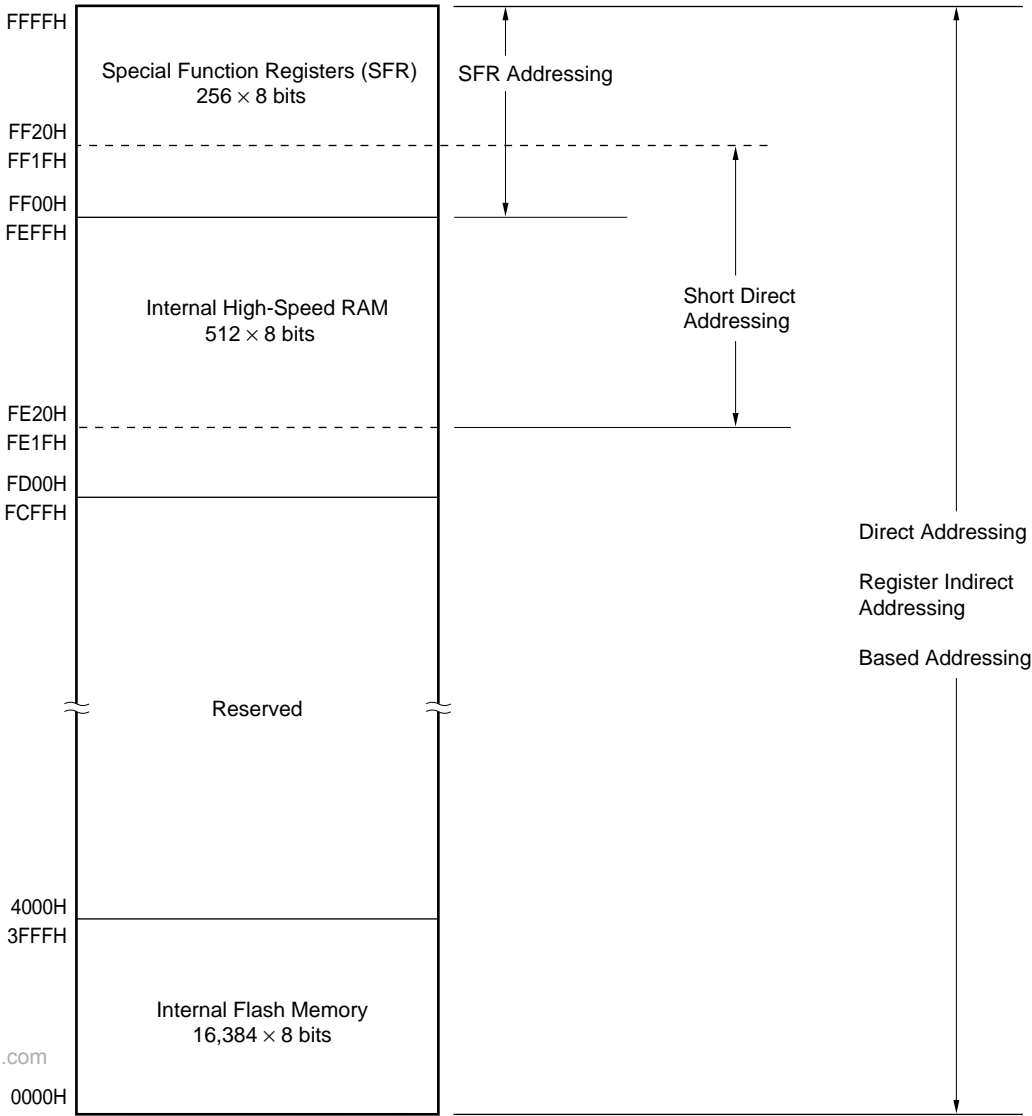 FFFFH
Special Function Registers (SFR)
256 × 8 bits
SFR Addressing
FF20H
FF1FH
FF00H
FEFFH
Internal High-Speed RAM
512 × 8 bits
Short Direct
Addressing
FE20H
FE1FH
FD00H
FCFFH
Direct Addressing
Register Indirect
Addressing
Based Addressing
Reserved
4000H
3FFFH
Internal Flash Memory
16,384 × 8 bits
.com
0000H